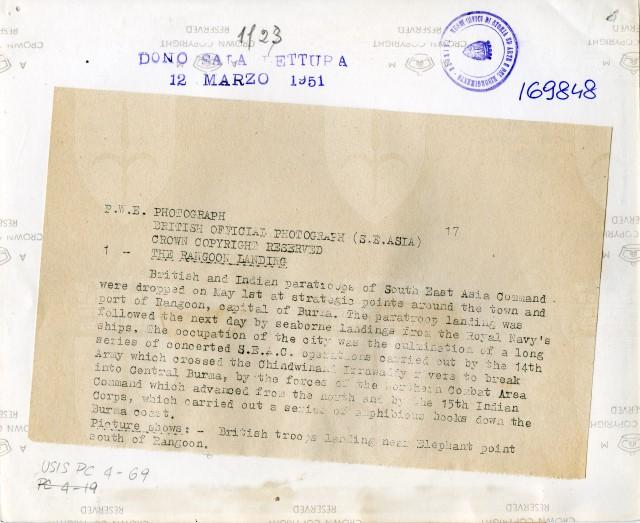 1123
DONO SALA LETTURA
12 MARZO 1951
169848
P.W.E. PHOTOGRAPH
17
BRITISH OFFICIAL PHOTOGRAPH (S.E.ASIA)
CROWN COPYRIGHT RESERVED
1 - THE RANGOON LANDING
British and Indian paratroops of South East Asia Command
were dropped on May 1st at strategic points around the town and
port of Rangoon, capital of Burma. The paratroop landing was
followed the next day by seaborne landings from the Royal Navy's
ships. The occupation of the city was the culmination of a long
series of concerted S.E.A.C. operations carried out by the 14th
Army which crossed the Chindwinand Irrawaddy rivers to break
into Central Burma, by the forces of the Northern Combat Area
Command which advanced from the north and by the 15th Indian
Corps, which carried out a series of amphibious hooks down the
Burma coast.
Picture shows: - British troops landing near Elephant point
south of Rangoon.
USIS PC 4-69
PC 4-19
CROWN COPYRIGHT
RESERVED